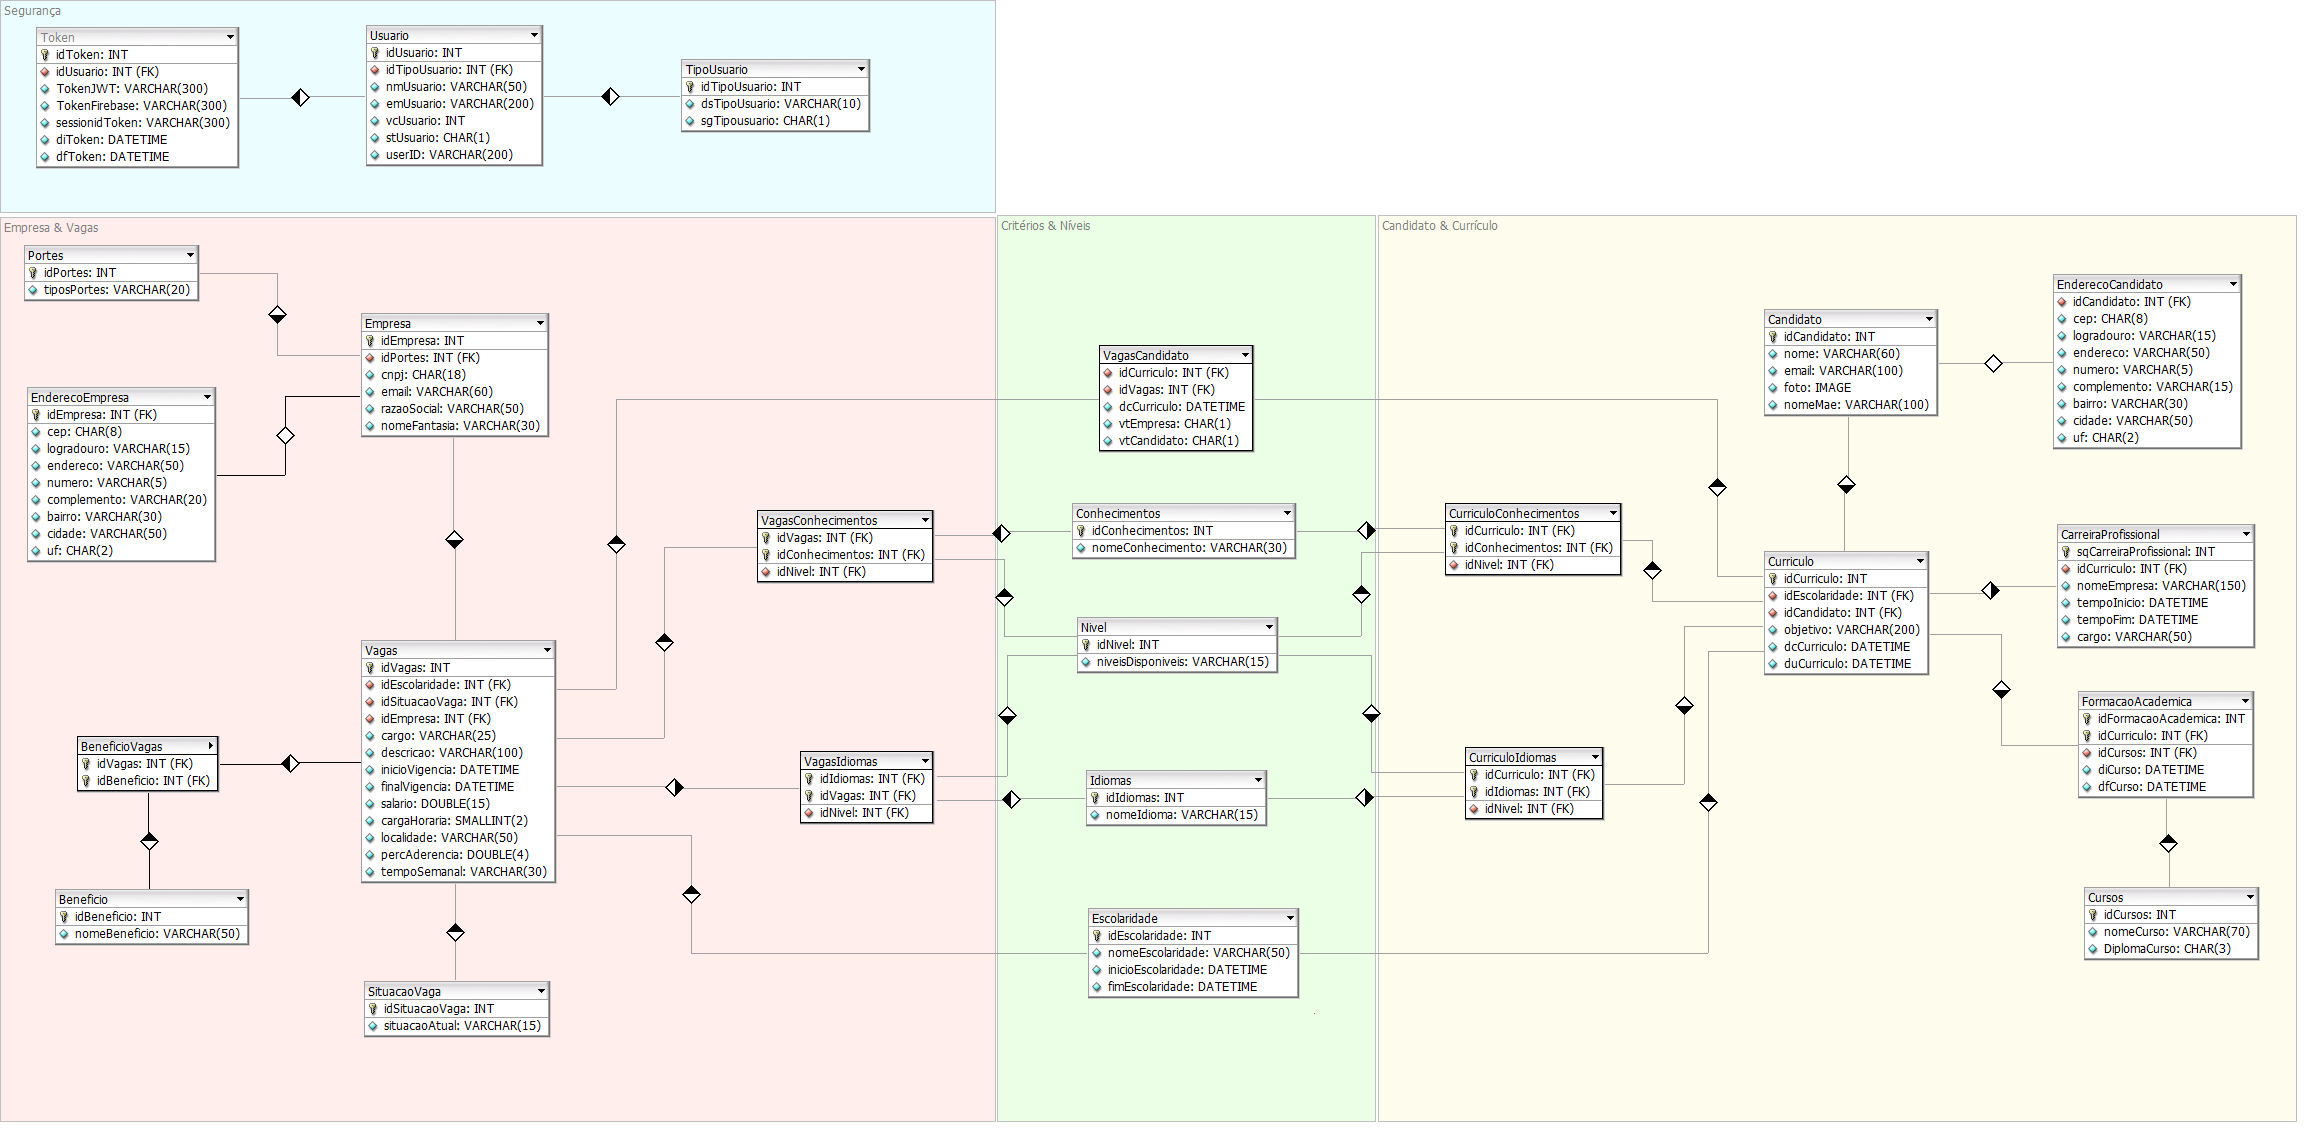 Segurança
Token
idToken: INT
idUsuario: INT (FK)
TokenJWT: VARCHAR(300)
TokenFirebase: VARCHAR(300)
sessionidToken: VARCHAR(300)
diToken: DATETIME
dfToken: DATETIME
Usuario
idUsuario: INT
idTipoUsuario: INT (FK)
nmUsuario: VARCHAR(50)
emUsuario: VARCHAR(200)
vcUsuario: INT
stUsuario: CHAR(1)
userID: VARCHAR(200)
TipoUsuario
idTipoUsuario: INT
dsTipoUsuario: VARCHAR(10)
sgTipousuario: CHAR(1)
Empresa & Vagas
Portes
idPortes: INT
tiposPortes: VARCHAR(20)
Empresa
idEmpresa: INT
idPortes: INT (FK)
cnpj: CHAR(18)
email: VARCHAR(60)
razaoSocial: VARCHAR(50)
nomeFantasia: VARCHAR(30)
EnderecoEmpresa
idEmpresa: INT (FK)
cep: CHAR(8)
logradouro: VARCHAR(15)
endereco: VARCHAR(50)
numero: VARCHAR(5)
complemento: VARCHAR(20)
bairro: VARCHAR(30)
cidade: VARCHAR(50)
uf: CHAR(2)
VagasConhecimentos
idVagas: INT (FK)
idConhecimentos: INT (FK)
idNivel: INT (FK)
Vagas
idVagas: INT
idEscolaridade: INT (FK)
idSituacaoVaga: INT (FK)
idEmpresa: INT (FK)
cargo: VARCHAR(25)
descricao: VARCHAR(100)
inicioVigencia: DATETIME
finalVigencia: DATETIME
salario: DOUBLE(15)
cargaHoraria: SMALLINT(2)
localidade: VARCHAR(50)
percAderencia: DOUBLE(4)
tempoSemanal: VARCHAR(30)
BeneficioVagas
idVagas: INT (FK)
idBeneficio: INT (FK)
VagasIdiomas
idIdiomas: INT (FK)
idVagas: INT (FK)
idNivel: INT (FK)
Beneficio
idBeneficio: INT
nomeBeneficio: VARCHAR(50)
SituacaoVaga
idSituacaoVaga: INT
situacaoAtual: VARCHAR(15)
Critérios & Níveis
VagasCandidato
idCurriculo: INT (FK)
idVagas: INT (FK)
dcCurriculo: DATETIME
vtEmpresa: CHAR(1)
vtCandidato: CHAR(1)
Conhecimentos
idConhecimentos: INT
nomeConhecimento: VARCHAR(30)
Nivel
idNivel: INT
niveisDisponiveis: VARCHAR(15)
Idiomas
idIdiomas: INT
nomeIdioma: VARCHAR(15)
Escolaridade
idEscolaridade: INT
nomeEscolaridade: VARCHAR(50)
inicioEscolaridade: DATETIME
fimEscolaridade: DATETIME
Candidato & Currículo
Candidato
idCandidato: INT
nome: VARCHAR(60)
email: VARCHAR(100)
foto: IMAGE
nomeMae: VARCHAR(100)
EnderecoCandidato
idCandidato: INT (FK)
cep: CHAR(8)
logradouro: VARCHAR(15)
endereco: VARCHAR(50)
numero: VARCHAR(5)
complemento: VARCHAR(15)
bairro: VARCHAR(30)
cidade: VARCHAR(50)
uf: CHAR(2)
CurriculoConhecimentos
idCurriculo: INT (FK)
idConhecimentos: INT (FK)
idNivel: INT (FK)
Curriculo
idCurriculo: INT
idEscolaridade: INT (FK)
idCandidato: INT (FK)
objetivo: VARCHAR(200)
dcCurriculo: DATETIME
duCurriculo: DATETIME
CarreiraProfissional
sqCarreiraProfissional: INT
idCurriculo: INT (FK)
nomeEmpresa: VARCHAR(150)
tempoInicio: DATETIME
tempoFim: DATETIME
cargo: VARCHAR(50)
CurriculoIdiomas
idCurriculo: INT (FK)
idIdiomas: INT (FK)
idNivel: INT (FK)
FormacaoAcademica
idFormacaoAcademica: INT
idCurriculo: INT (FK)
idCursos: INT (FK)
diCurso: DATETIME
dfCurso: DATETIME
Cursos
idCursos: INT
nomeCurso: VARCHAR(70)
DiplomaCurso: CHAR(3)